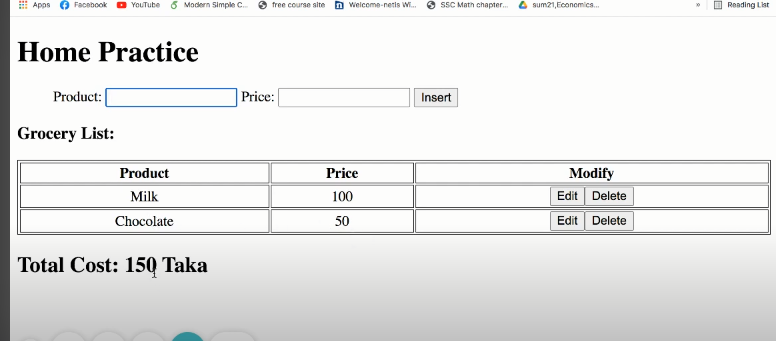 Apps Facebook YouTube Modern Simple C... free course site Welcome-netis Wi... SSC Math chapter... sum21,Economics... » Reading List
Home Practice
Product: Price: Insert
Grocery List:
Product Price Modify
Milk 100 Edit Delete
Chocolate 50 Edit Delete
Total Cost: 150 Taka